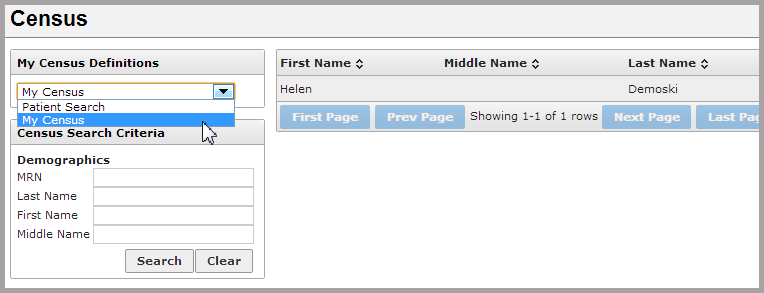 Census
My Census Definitions
My Census
Patient Search
My Census
Census Search Criteria
Demographics
MRN
Last Name
First Name
Middle Name
Search Clear
First Name Middle Name Last Name
Helen Demoski
First Page Prev Page Showing 1-1 of 1 rows Next Page Last Pa